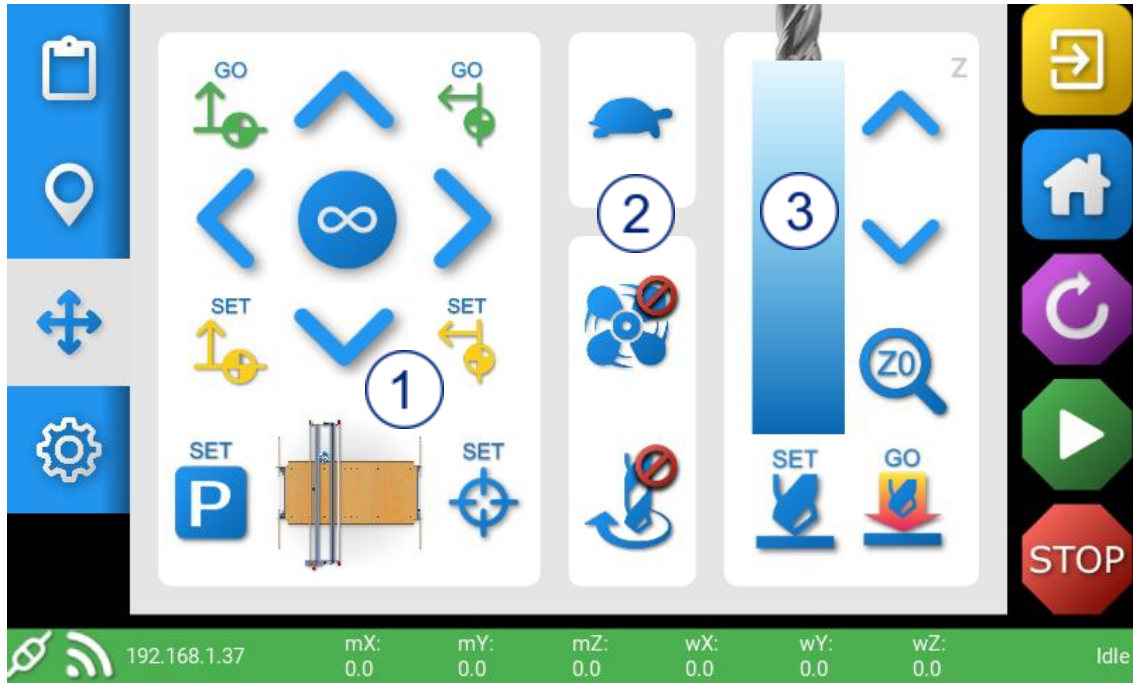 GO
GO
Z
∞
2
3
SET
SET
Z0
1
SET
SET
SET
GO
P
STOP
192.168.1.37
mX:
mY:
mZ:
wX:
wY:
wZ:
Idle
0.0
0.0
0.0
0.0
0.0
0.0